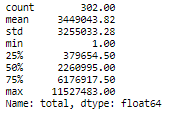 count 302.00
mean 3449043.82
std 3255033.28
min 1.00
25% 379654.50
50% 2260995.00
75% 6176917.50
max 11527484.00
Name: total, dtype: float64